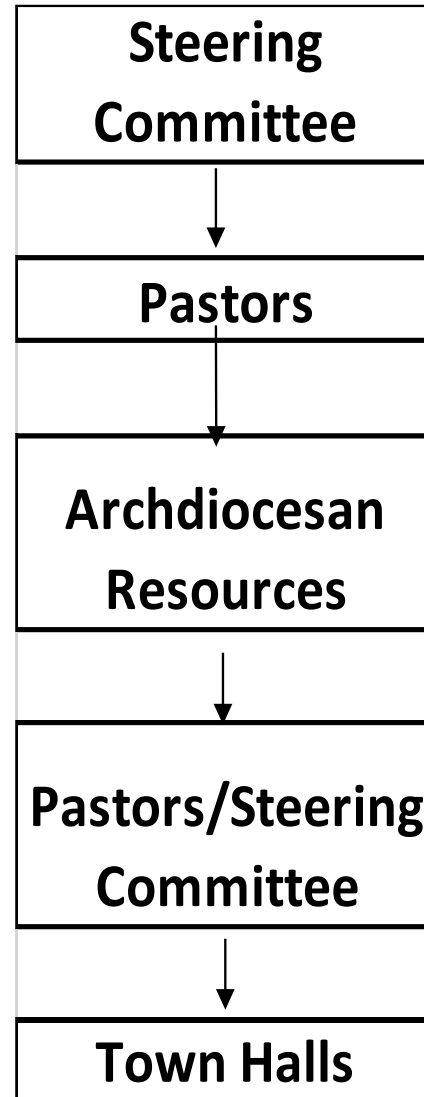 Steering
Committee
Pastors
Archdiocesan
Resources
Pastors/Steering
Committee
Town Halls